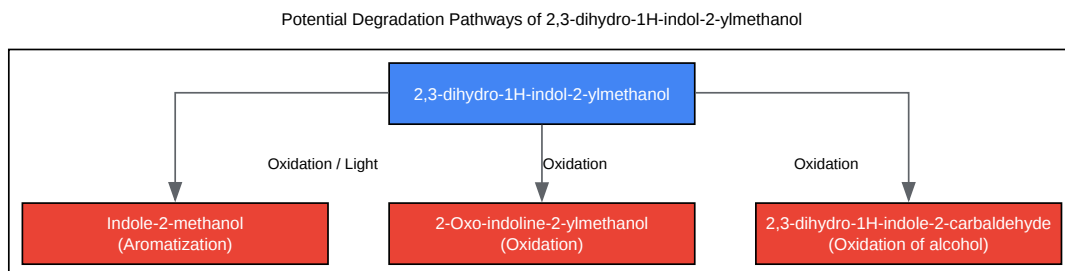 Potential Degradation Pathways of 2,3-dihydro-1H-indol-2-ylmethanol
2,3-dihydro-1H-indol-2-ylmethanol
Oxidation / Light
Oxidation
Oxidation
Indole-2-methanol
(Aromatization)
2-Oxo-indoline-2-ylmethanol
(Oxidation)
2,3-dihydro-1H-indole-2-carbaldehyde
(Oxidation of alcohol)